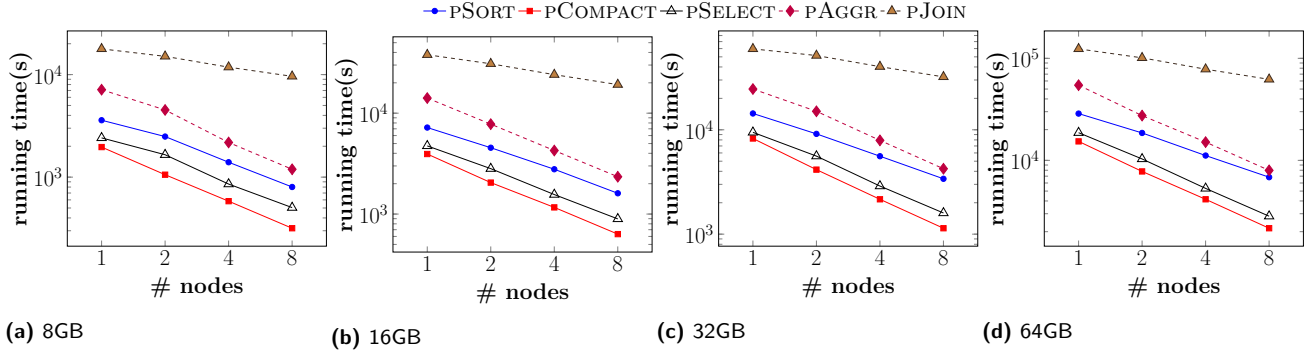 pSort pCompact pSelect pAggr pJoin
running time(s)
10^4
10^3
1 2 4 8
# nodes
(a) 8GB
running time(s)
10^4
10^3
1 2 4 8
# nodes
(b) 16GB
running time(s)
10^4
10^3
1 2 4 8
# nodes
(c) 32GB
running time(s)
10^5
10^4
1 2 4 8
# nodes
(d) 64GB